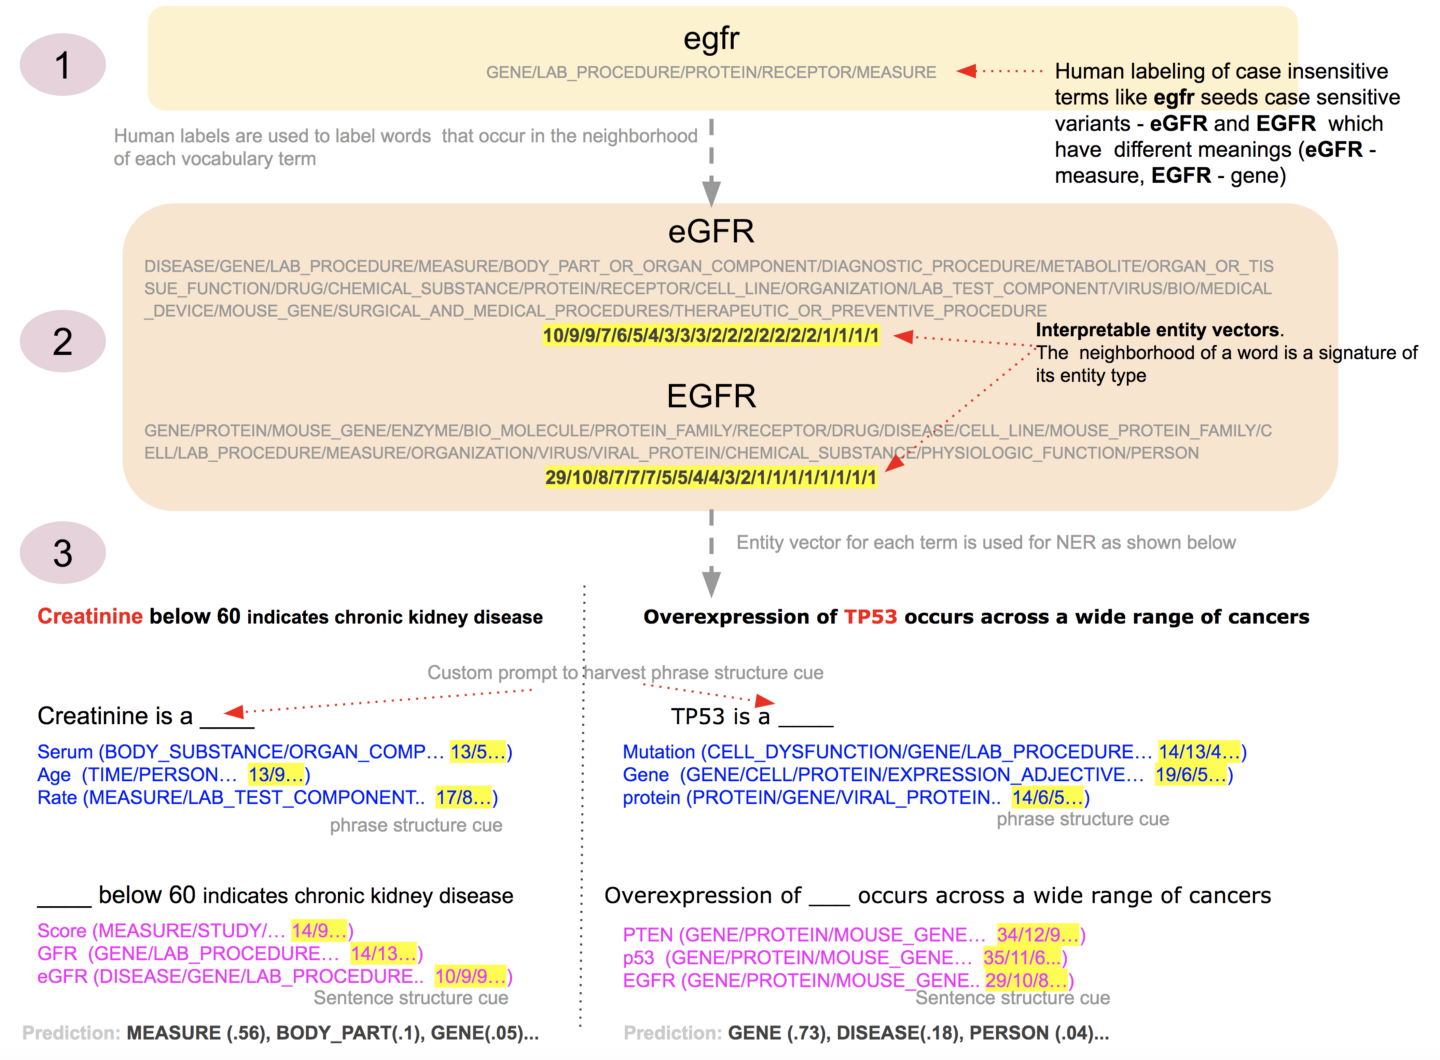 1
egfr
GENE/LAB_PROCEDURE/PROTEIN/RECEPTOR/MEASURE
Human labeling of case insensitive
terms like egfr seeds case sensitive
variants - eGFR and EGFR which
have different meanings (eGFR -
measure, EGFR - gene)
Human labels are used to label words that occur in the neighborhood
of each vocabulary term
2
eGFR
DISEASE/GENE/LAB_PROCEDURE/MEASURE/BODY_PART_OR_ORGAN_COMPONENT/DIAGNOSTIC_PROCEDURE/METABOLITE/ORGAN_OR_TIS
SUE_FUNCTION/DRUG/CHEMICAL_SUBSTANCE/PROTEIN/RECEPTOR/CELL_LINE/ORGANIZATION/LAB_TEST_COMPONENT/VIRUS/BIO/MEDICAL
_DEVICE/MOUSE_GENE/SURGICAL_AND_MEDICAL_PROCEDURES/THERAPEUTIC_OR_PREVENTIVE_PROCEDURE
10/9/9/7/6/5/4/3/3/3/2/2/2/2/2/2/2/1/1/1/1
Interpretable entity vectors.
The neighborhood of a word is a signature of
its entity type
EGFR
GENE/PROTEIN/MOUSE_GENE/ENZYME/BIO_MOLECULE/PROTEIN_FAMILY/RECEPTOR/DRUG/DISEASE/CELL_LINE/MOUSE_PROTEIN_FAMILY/C
ELL/LAB_PROCEDURE/MEASURE/ORGANIZATION/VIRUS/VIRAL_PROTEIN/CHEMICAL_SUBSTANCE/PHYSIOLOGIC_FUNCTION/PERSON
29/10/8/7/7/7/5/5/4/4/3/2/1/1/1/1/1/1/1/1
3
Entity vector for each term is used for NER as shown below
Creatinine below 60 indicates chronic kidney disease
Overexpression of TP53 occurs across a wide range of cancers
Custom prompt to harvest phrase structure cue
Creatinine is a ____
Serum (BODY_SUBSTANCE/ORGAN_COMP… 13/5…)
Age (TIME/PERSON… 13/9…)
Rate (MEASURE/LAB_TEST_COMPONENT.. 17/8…)
phrase structure cue
TP53 is a ____
Mutation (CELL_DYSFUNCTION/GENE/LAB_PROCEDURE… 14/13/4…)
Gene (GENE/CELL/PROTEIN/EXPRESSION_ADJECTIVE… 19/6/5…)
protein (PROTEIN/GENE/VIRAL_PROTEIN.. 14/6/5…)
phrase structure cue
____ below 60 indicates chronic kidney disease
Score (MEASURE/STUDY/… 14/9…)
GFR (GENE/LAB_PROCEDURE… 14/13…)
eGFR (DISEASE/GENE/LAB_PROCEDURE.. 10/9/9…)
Sentence structure cue
Prediction: MEASURE (.56), BODY_PART(.1), GENE(.05)...
Overexpression of ___ occurs across a wide range of cancers
PTEN (GENE/PROTEIN/MOUSE_GENE… 34/12/9…)
p53 (GENE/PROTEIN/MOUSE_GENE… 35/11/6...)
EGFR (GENE/PROTEIN/MOUSE_GENE.. 29/10/8…)
Sentence structure cue
Prediction: GENE (.73), DISEASE(.18), PERSON (.04)...